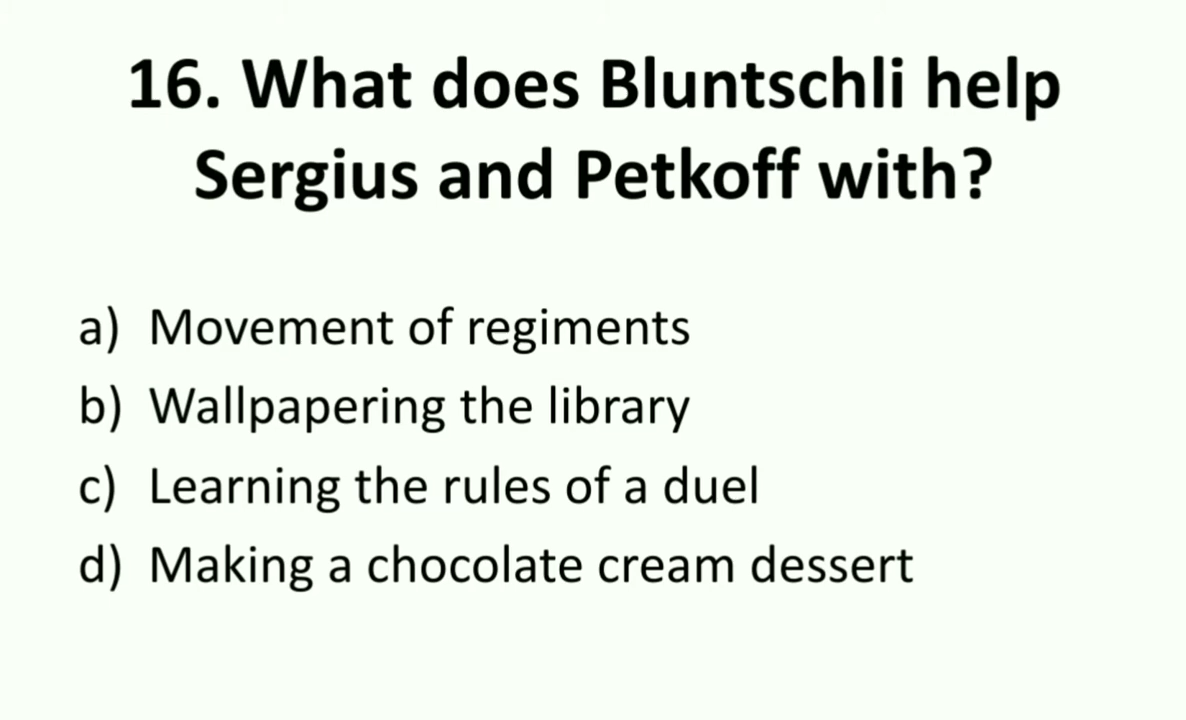 16. What does Bluntschli help
Sergius and Petkoff with?
a) Movement of regiments
b) Wallpapering the library
c) Learning the rules of a duel
d) Making a chocolate cream dessert